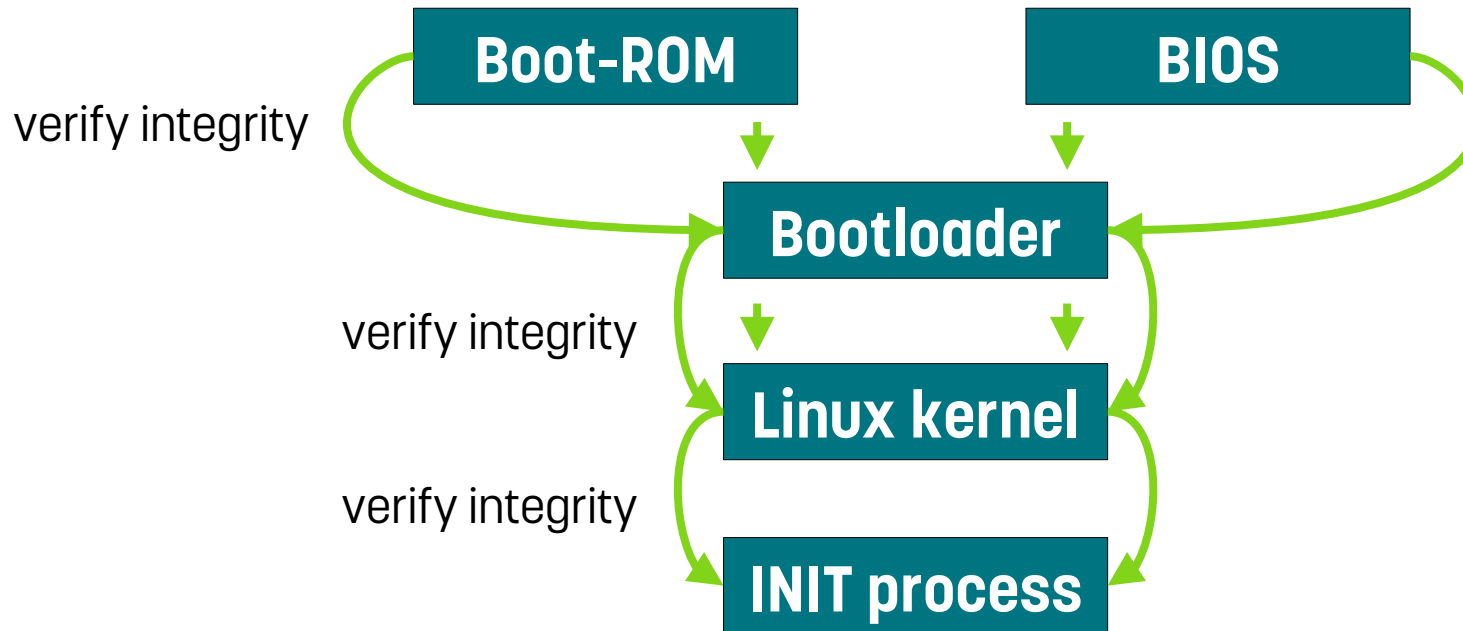 Boot-ROM
BIOS
verify integrity
Bootloader
verify integrity
Linux kernel
verify integrity
INIT process